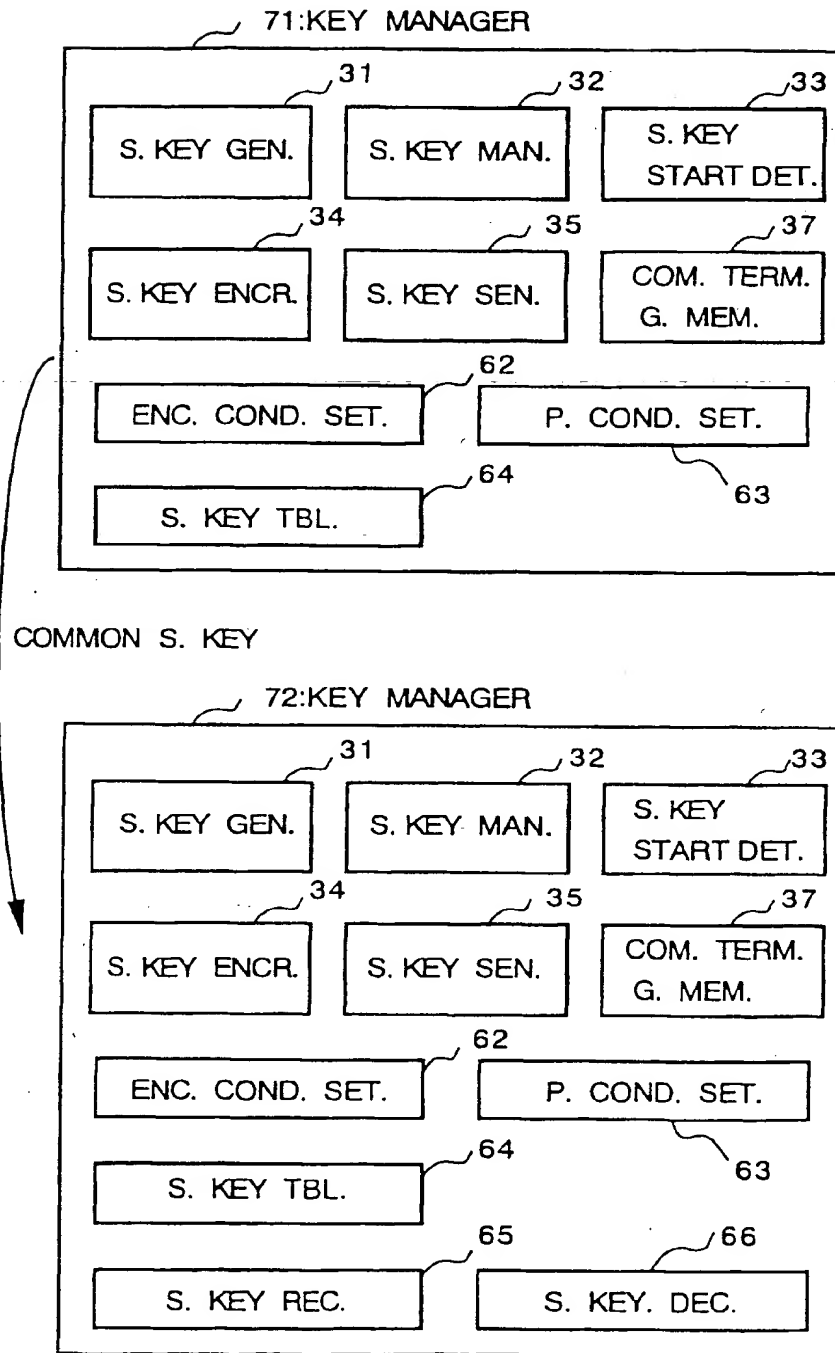 71:KEY MANAGER
31
32
33
S. KEY GEN.
S. KEY MAN.
S. KEY
START DET.
34
35
37
S. KEY ENCR.
S. KEY SEN.
COM. TERM.
G. MEM.
62
ENC. COND. SET.
P. COND. SET.
63
64
S. KEY TBL.
COMMON S. KEY
72:KEY MANAGER
31
32
33
S. KEY GEN.
S. KEY MAN.
S. KEY
START DET.
34
35
37
S. KEY ENCR.
S. KEY SEN.
COM. TERM.
G. MEM.
62
ENC. COND. SET.
P. COND. SET.
63
64
S. KEY TBL.
65
66
S. KEY REC.
S. KEY. DEC.